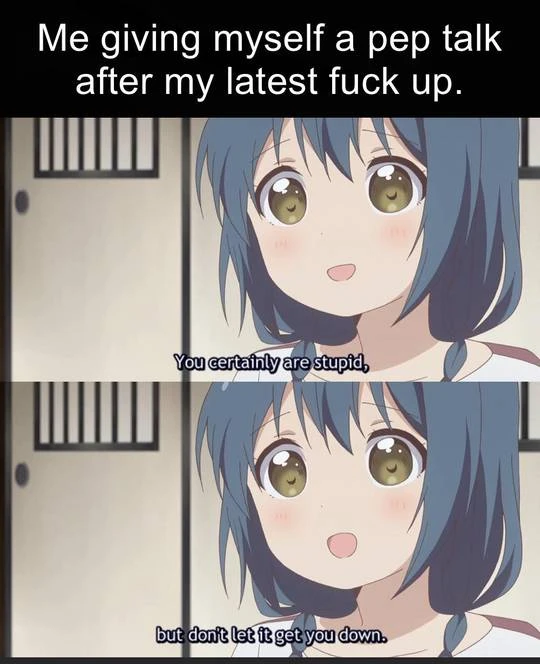 Me giving myself a pep talk
after my latest fuck up.
You certainly are stupid,
but don't let it get you down.